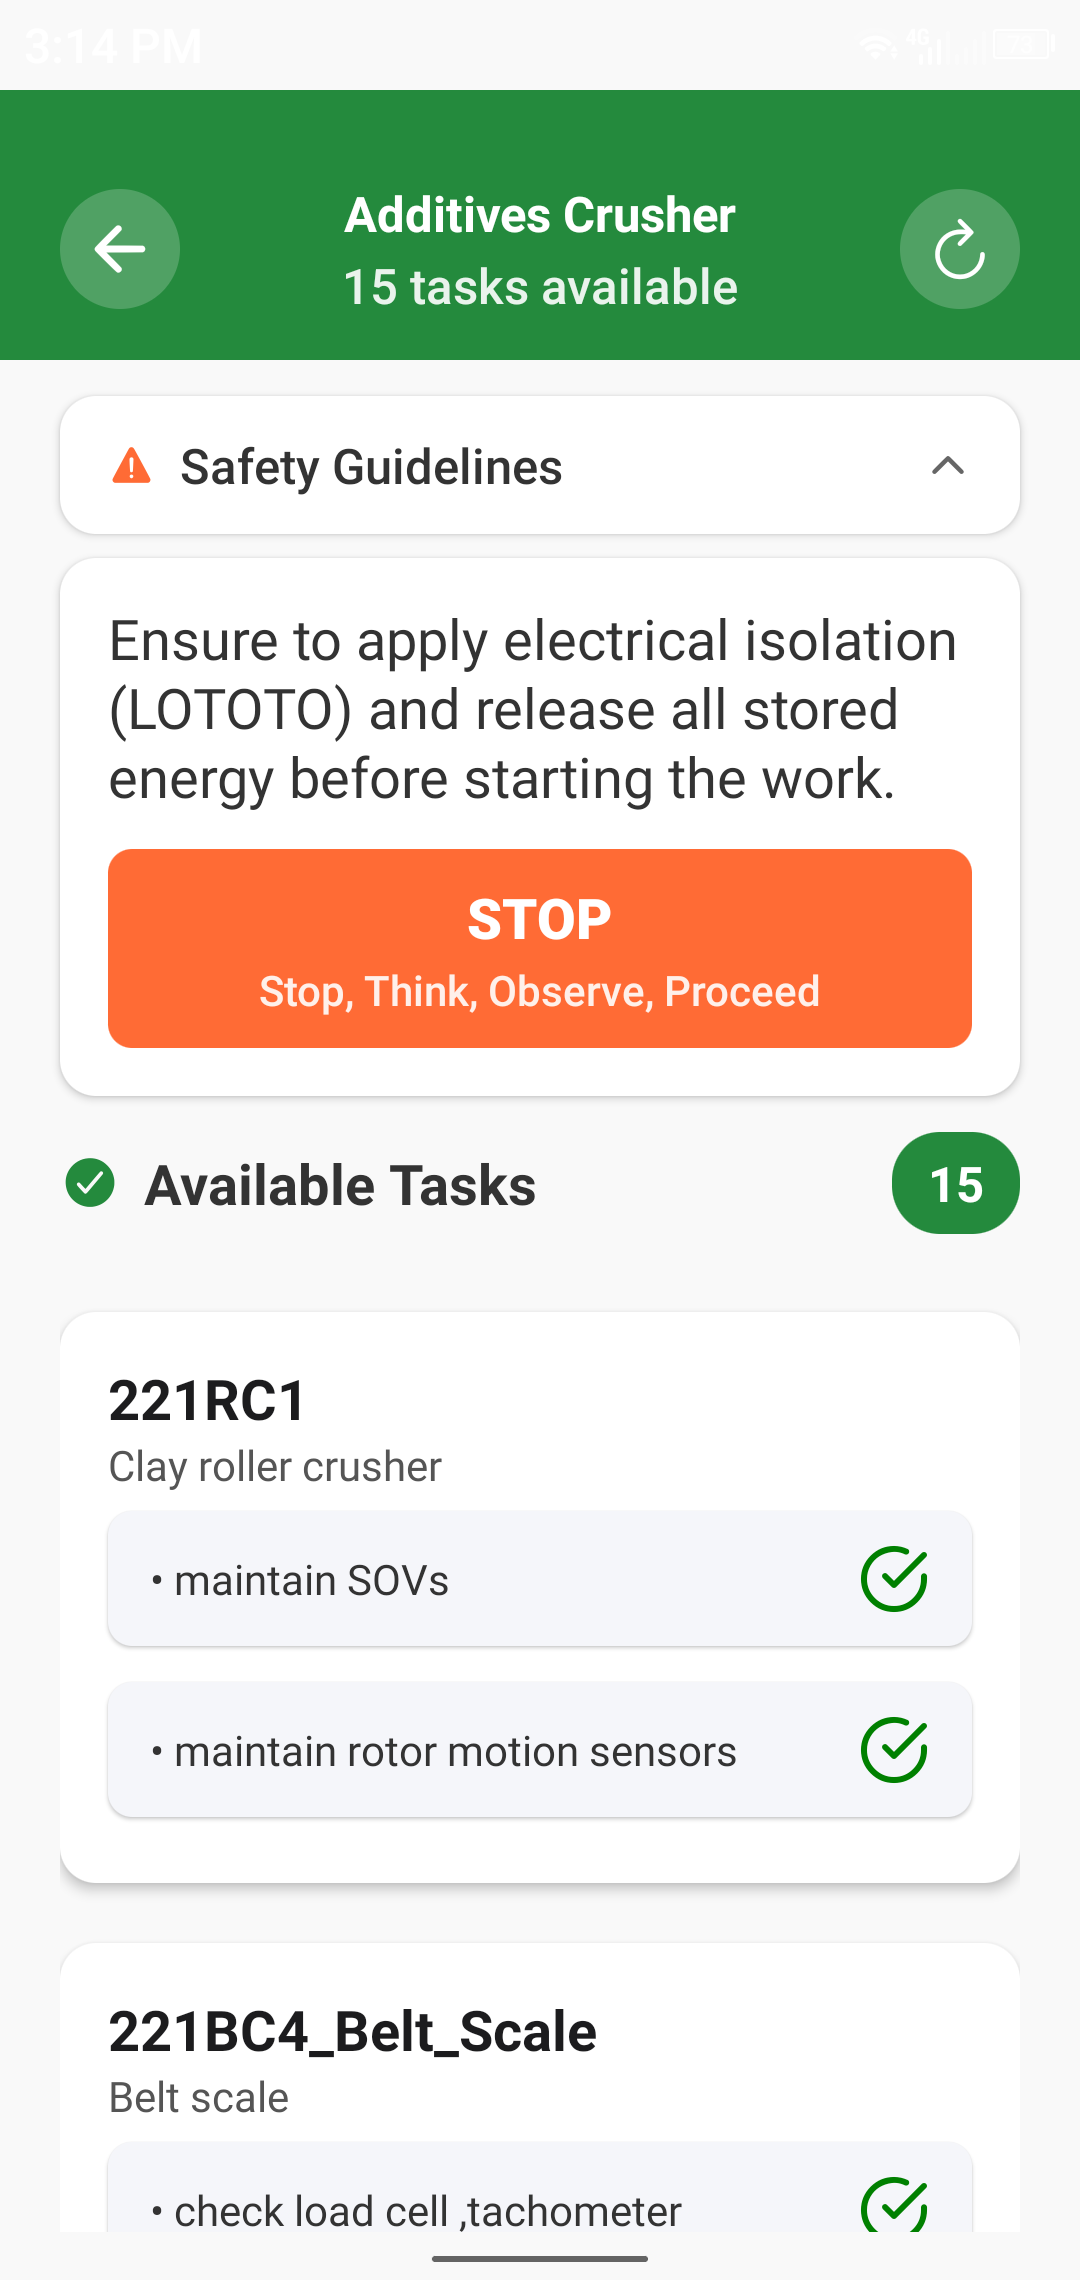 3:14 PM
4G
73
Additives Crusher
15 tasks available
Safety Guidelines
Ensure to apply electrical isolation
(LOTOTO) and release all stored
energy before starting the work.
STOP
Stop, Think, Observe, Proceed
Available Tasks
15
221RC1
Clay roller crusher
• maintain SOVs
• maintain rotor motion sensors
221BC4_Belt_Scale
Belt scale
• check load cell ,tachometer